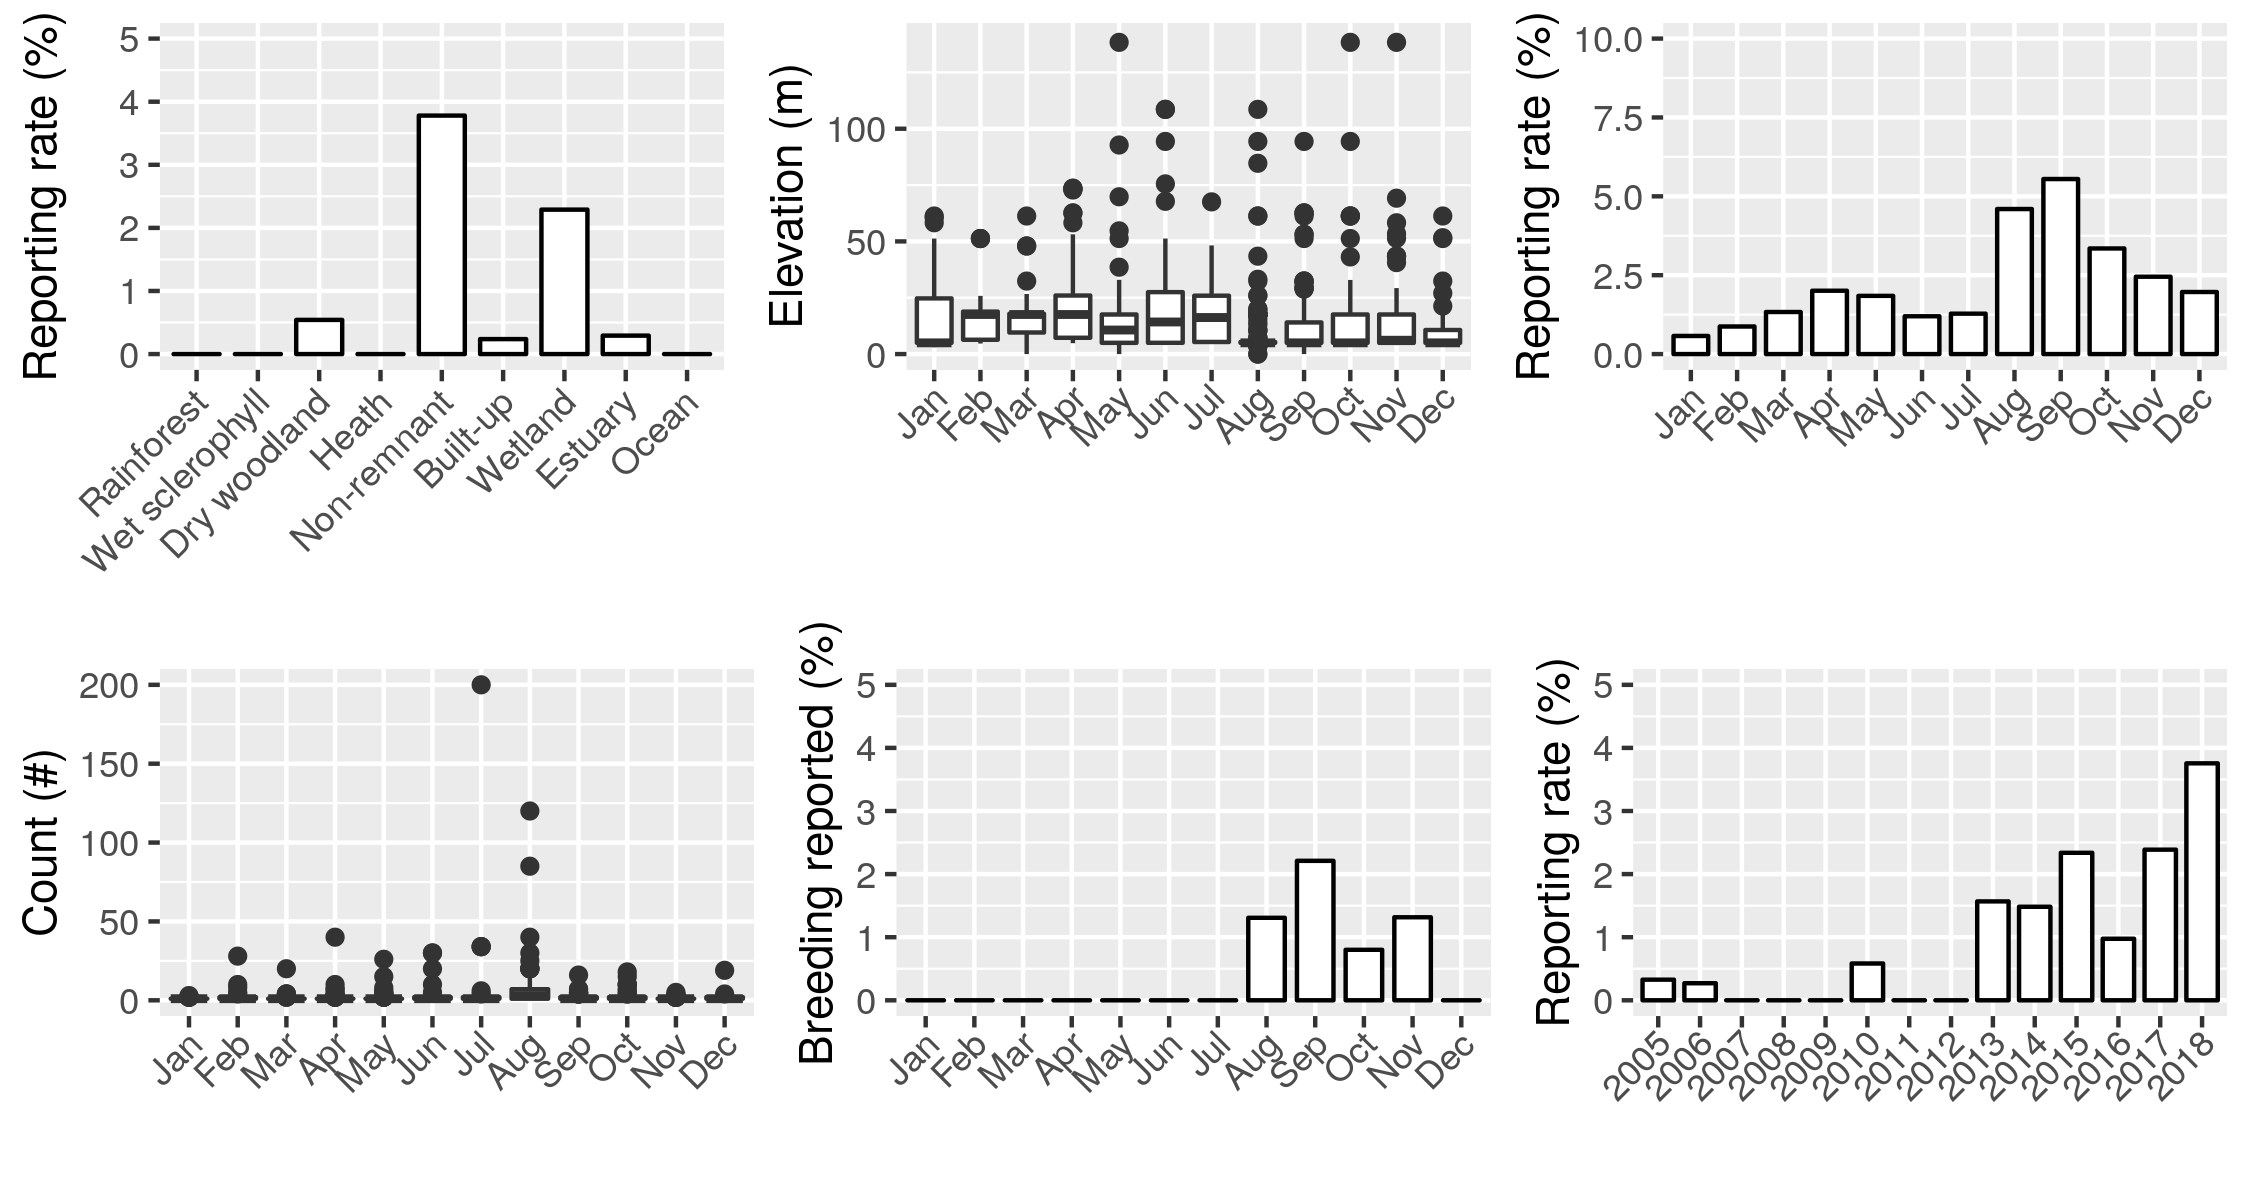 Reporting rate (%)
5
4
3
2
1
0
Rainforest
Wet sclerophyll
Dry woodland
Heath
Non-remnant
Built-up
Wetland
Estuary
Ocean
Elevation (m)
100
50
0
Jan
Feb
Mar
Apr
May
Jun
Jul
Aug
Sep
Oct
Nov
Dec
Reporting rate (%)
10.0
7.5
5.0
2.5
0.0
Jan
Feb
Mar
Apr
May
Jun
Jul
Aug
Sep
Oct
Nov
Dec
Count (#)
200
150
100
50
0
Jan
Feb
Mar
Apr
May
Jun
Jul
Aug
Sep
Oct
Nov
Dec
Breeding reported (%)
5
4
3
2
1
0
Jan
Feb
Mar
Apr
May
Jun
Jul
Aug
Sep
Oct
Nov
Dec
Reporting rate (%)
5
4
3
2
1
0
2005
2006
2007
2008
2009
2010
2011
2012
2013
2014
2015
2016
2017
2018